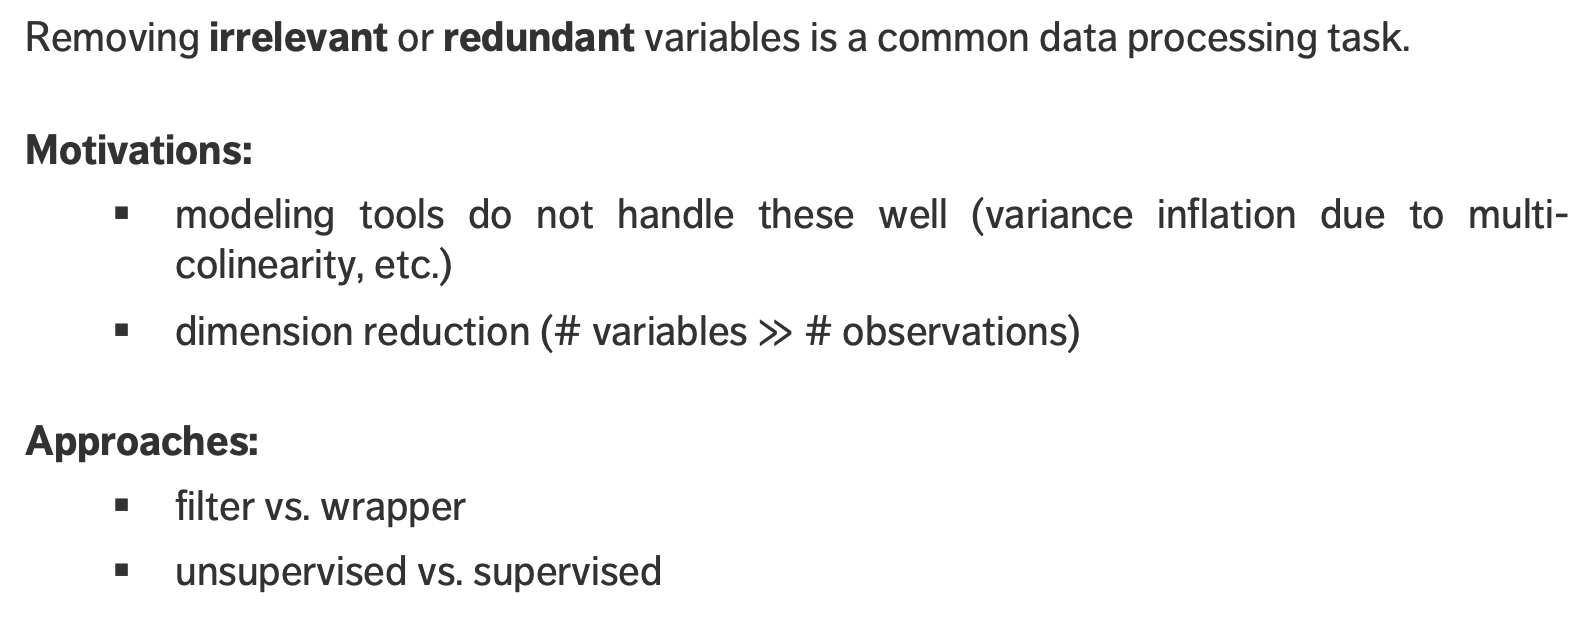 Removing irrelevant or redundant variables is a common data processing task.
Motivations:
▪ modeling tools do not handle these well (variance inflation due to multi-
colinearity, etc.)
▪ dimension reduction (# variables ≫ # observations)
Approaches:
▪ filter vs. wrapper
▪ unsupervised vs. supervised